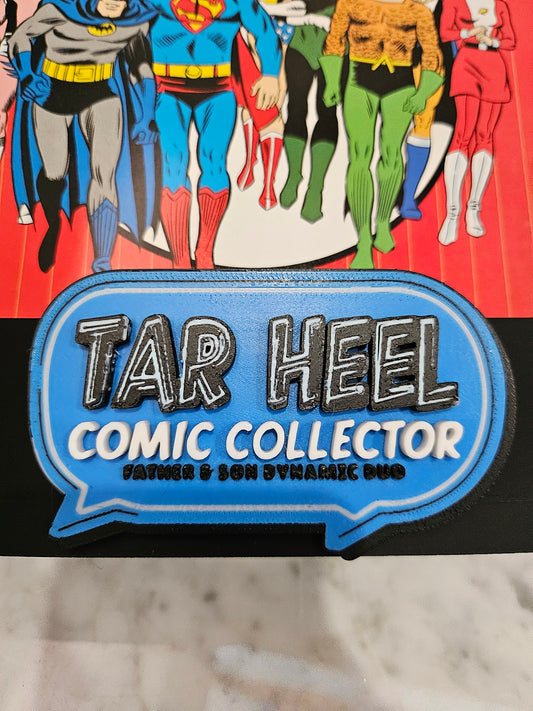 TAR HEEL
COMIC COLLECTOR
FATHER & SON DYNAMIC DUO